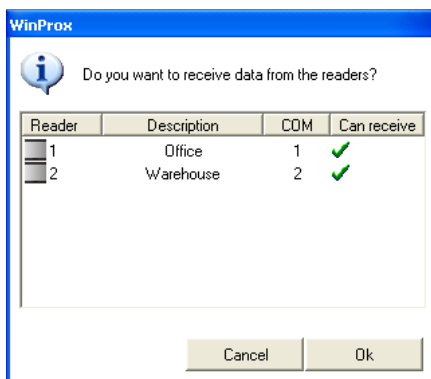 WinProx
Do you want to receive data from the readers?
Reader Description COM Can receive
1 Office 1
2 Warehouse 2
Cancel Ok